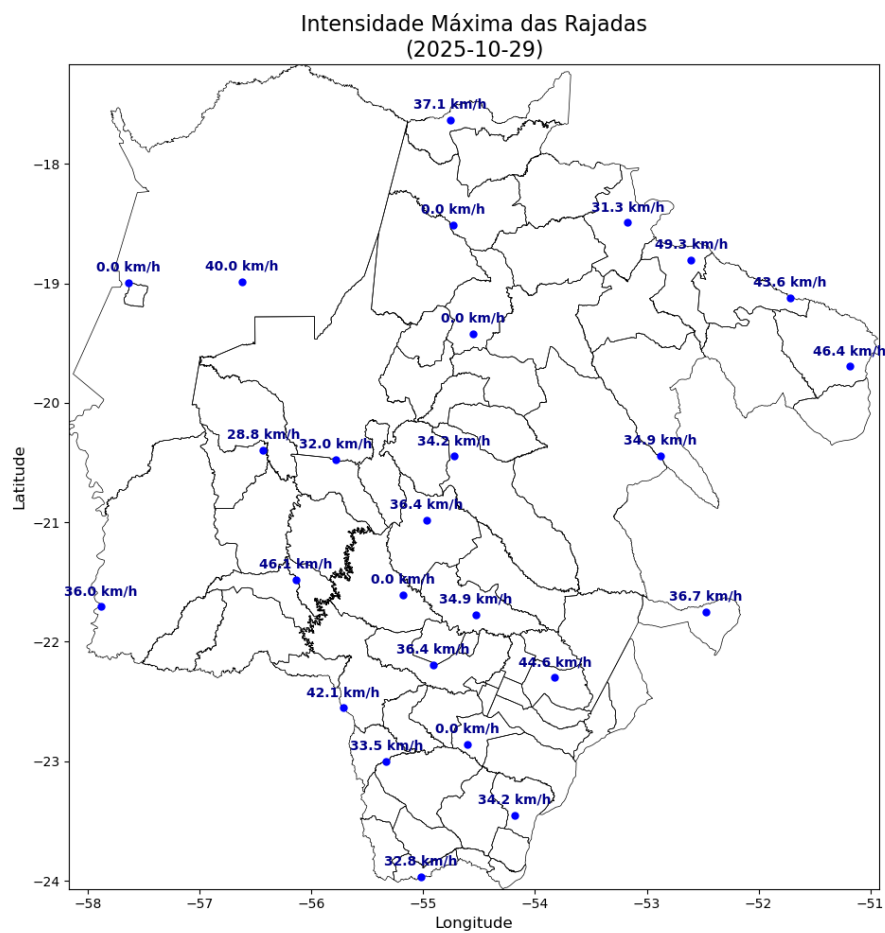 Intensidade Máxima das Rajadas
(2025-10-29)
37.1 km/h
0.0 km/h
31.3 km/h
49.3 km/h
0.0 km/h
40.0 km/h
43.6 km/h
0.0 km/h
46.4 km/h
28.8 km/h
32.0 km/h
34.2 km/h
34.9 km/h
36.4 km/h
46.1 km/h
36.0 km/h
0.0 km/h
34.9 km/h
36.7 km/h
36.4 km/h
44.6 km/h
42.1 km/h
0.0 km/h
33.5 km/h
34.2 km/h
32.8 km/h
−18
−19
−20
−21
−22
−23
−24
Latitude
−58
−57
−56
−55
−54
−53
−52
−51
Longitude